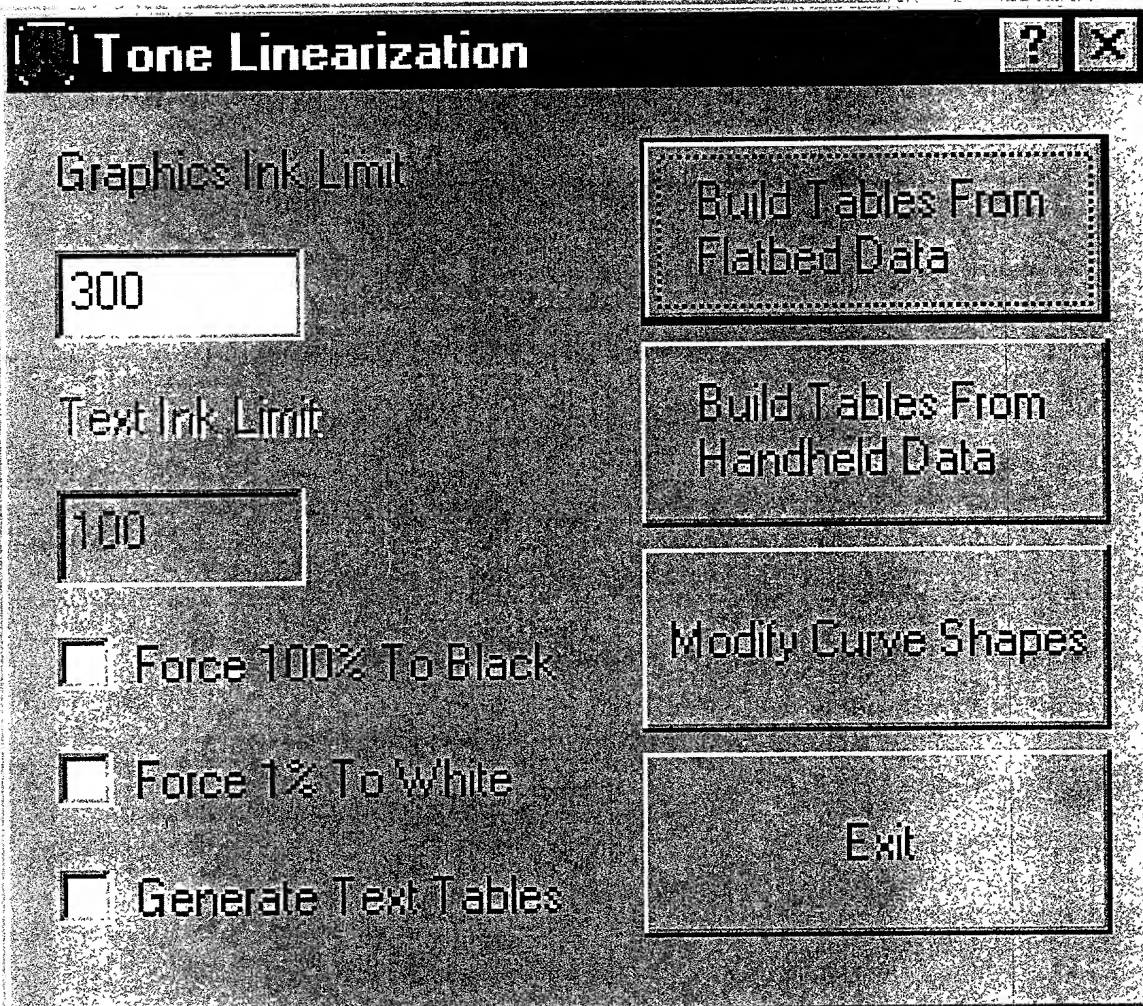 Tone Linearization
Graphics Ink Limit
300
Text Ink Limit
100
Force 100% To Black
Force 1% To White
Generate Text Tables
Build Tables From
Flatbed Data
Build Tables From
Handheld Data
Modify Curve Shapes
Exit